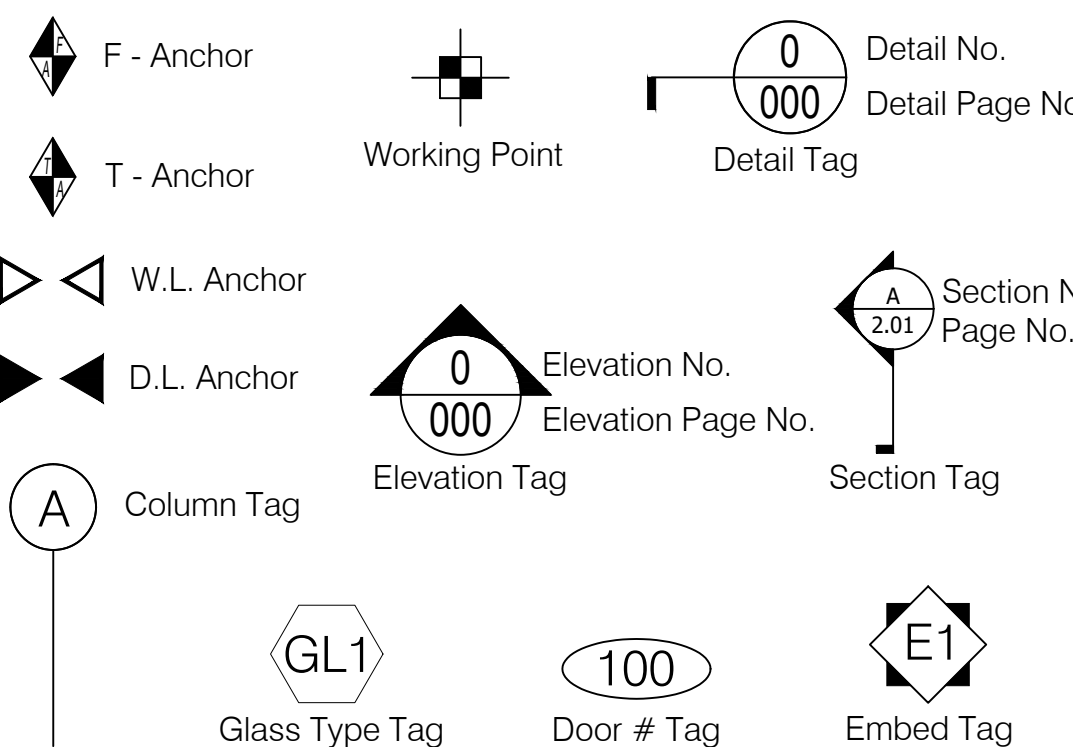 F
A
F - Anchor
T
A
T - Anchor
W.L. Anchor
D.L. Anchor
A
Column Tag
Working Point
0
000
Detail No.
Detail Page No
Detail Tag
0
000
Elevation No.
Elevation Page No.
Elevation Tag
A
2.01
Section N
Page No.
Section Tag
GL1
Glass Type Tag
100
Door # Tag
E1
Embed Tag